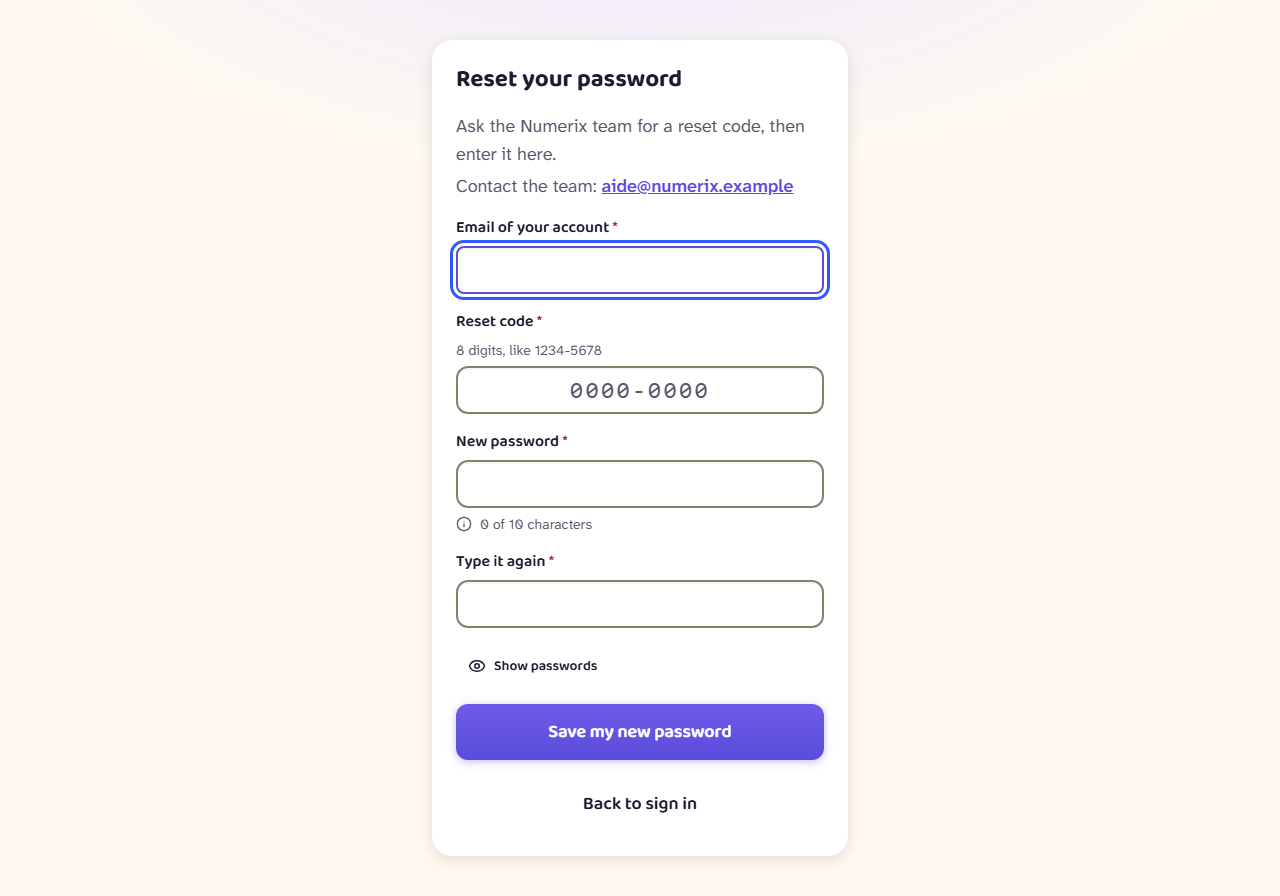 Reset your password
Ask the Numerix team for a reset code, then
enter it here.
Contact the team: aide@numerix.example
Email of your account *
Reset code *
8 digits, like 1234-5678
0000-0000
New password *
0 of 10 characters
Type it again *
Show passwords
Save my new password
Back to sign in